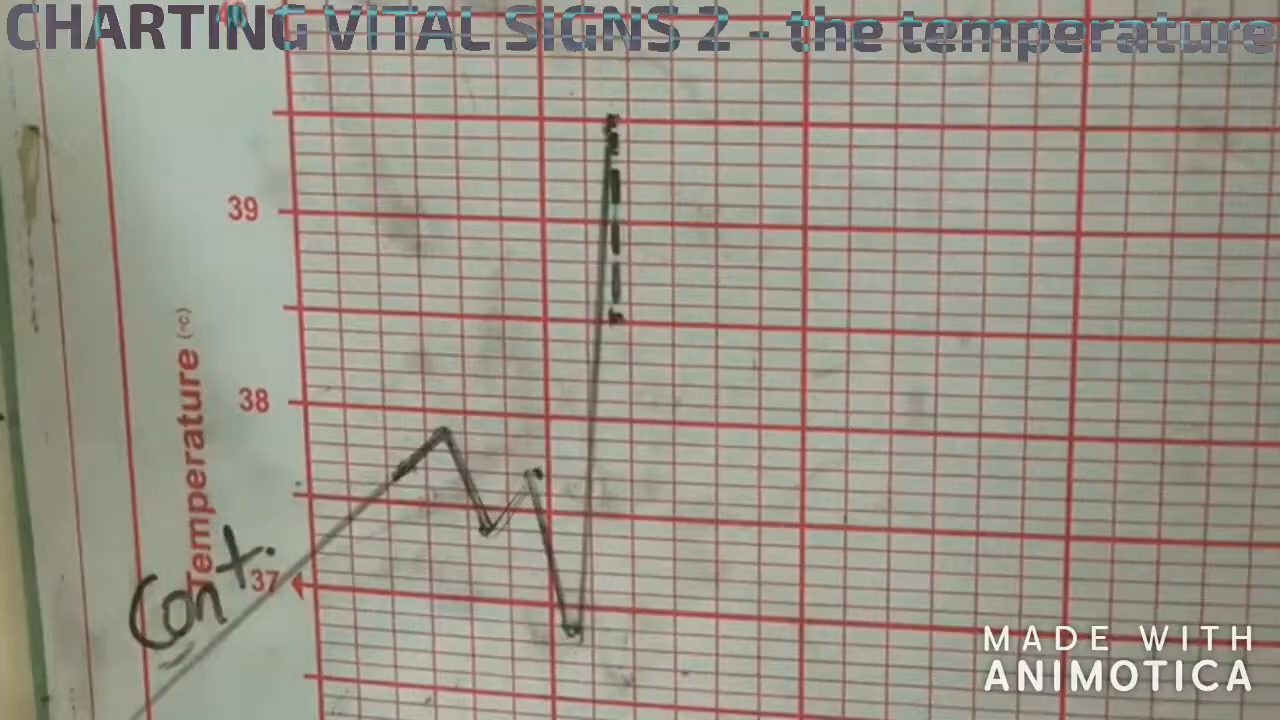 CHARTING VITAL SIGNS 2 - the temperature
39
38
Temperature (°C)
37
Cont.
MADE WITH
ANIMOTICA